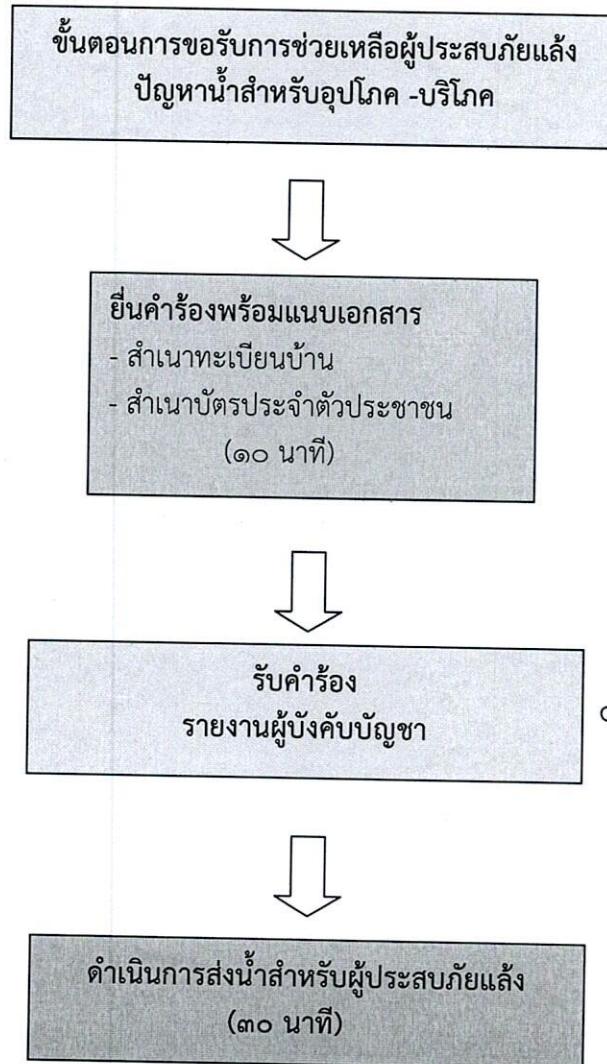 ขั้นตอนการขอรับการช่วยเหลือผู้ประสบภัยแล้ง
ปัญหาน้ำสำหรับอุปโภค -บริโภค
ยื่นคำร้องพร้อมแนบเอกสาร
- สำเนาทะเบียนบ้าน
- สำเนาบัตรประจำตัวประชาชน
(๑๐ นาที)
รับคำร้อง
รายงานผู้บังคับบัญชา
ดำเนินการส่งน้ำสำหรับผู้ประสบภัยแล้ง
(๓๐ นาที)